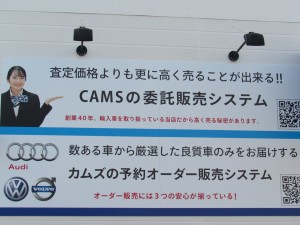 査定価格よりも更に高く売ることが出来る!!
CAMSの委託販売システム
創業40年、輸入車を取り扱っている当店だから高く売る秘密があります。
数ある車から厳選した良質車のみをお届けする
Audi
カムズの予約オーダー販売システム
VOLVO
オーダー販売には3つの安心が揃っている!